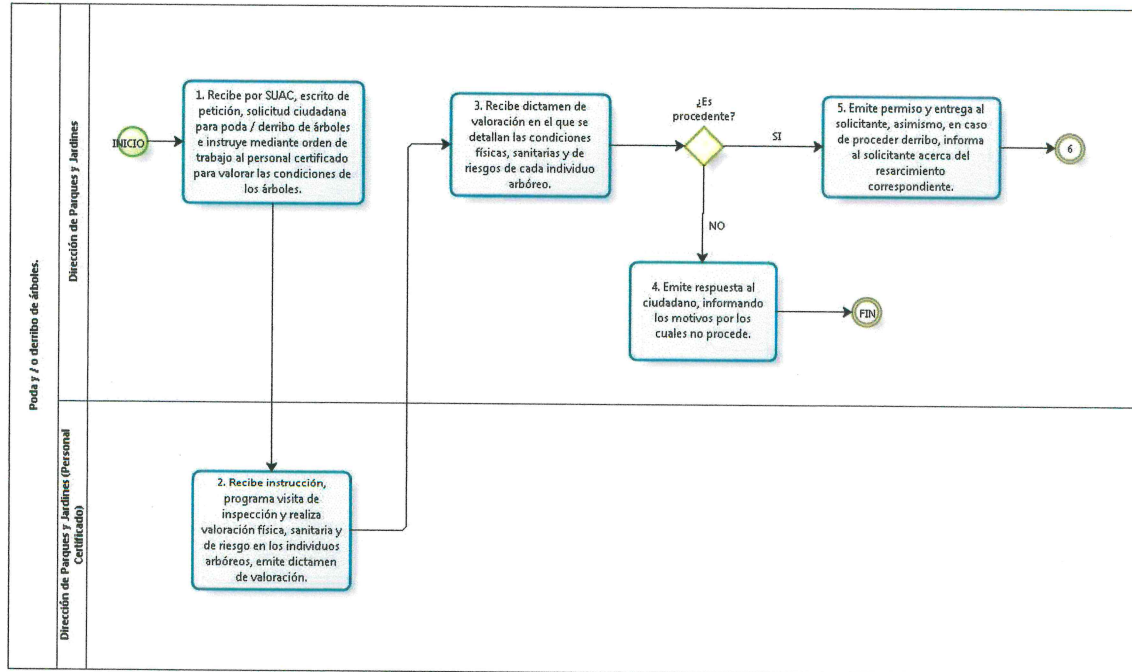 Poda y / o derribo de árboles.
Dirección de Parques y Jardines
INICIO
1. Recibe por SUAC, escrito de
petición, solicitud ciudadana
para poda / derribo de árboles
e instruye mediante orden de
trabajo al personal certificado
para valorar las condiciones de
los árboles.
3. Recibe dictamen de
valoración en el que se
detallan las condiciones
físicas, sanitarias y de
riesgos de cada individuo
arbóreo.
¿Es
procedente?
SI
5. Emite permiso y entrega al
solicitante, asimismo, en caso
de proceder derribo, informa
al solicitante acerca del
resarcimiento
correspondiente.
6
NO
4. Emite respuesta al
ciudadano, informando
los motivos por los
cuales no procede.
FIN
Dirección de Parques y Jardines (Personal
Certificado)
2. Recibe instrucción,
programa visita de
inspección y realiza
valoración física, sanitaria y
de riesgo en los individuos
arbóreos, emite dictamen
de valoración.